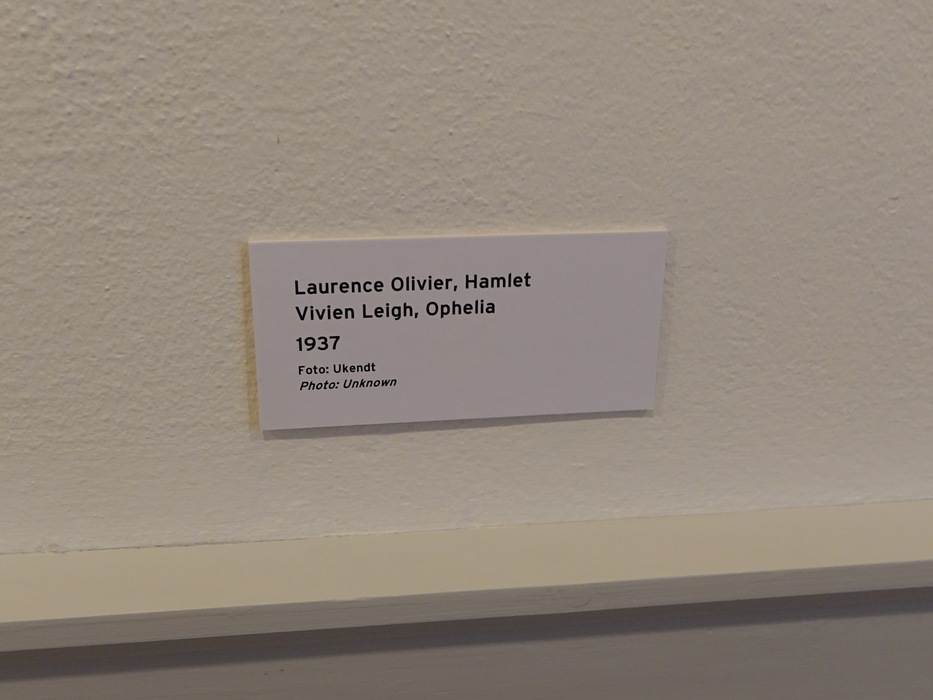 Laurence Olivier, Hamlet
Vivien Leigh, Ophelia
1937
Foto: Ukendt
Photo: Unknown